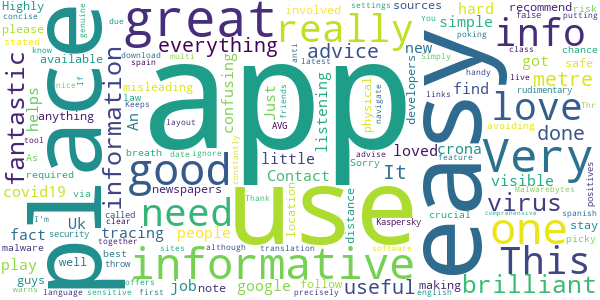 Highly
concise
please
stated
fantastic
helps
An
As
required
covid19
via
Uk
fact
called
tracing
malware
security
clear
play
I'm
best
note
guys
well
job
warns
language
sensitive
throw
first
offers
place
information
great
everything
confusing
good
newspapers
need
informative
people
sites
together
although
google
translation
due
new
sources
involved
settings
simple
please
available
it
anything
spain
download
multi
anti
latest
app
really
advice
developers
listening
Just
tool
nice
layout
AVG
friends
navigate
physical
misleading
law
breath
date
ignore
little
Contact
constantly
loved
It
crona
visible
location
distance
Thank
Sorry
advise
Kaspersky
feature
virus
use
follow
precisely
software
useful
making
english
easy
hard
got
find
Simply
you
poking
recommend
false
putting
info
risk
genuine
chance
safe
class
live
handy
rudimentary
metre
links
love
done
avoiding
Very
Malwarebytes
positives
crucial
comprehensive
spanish
one
stay
picky
This
brilliant